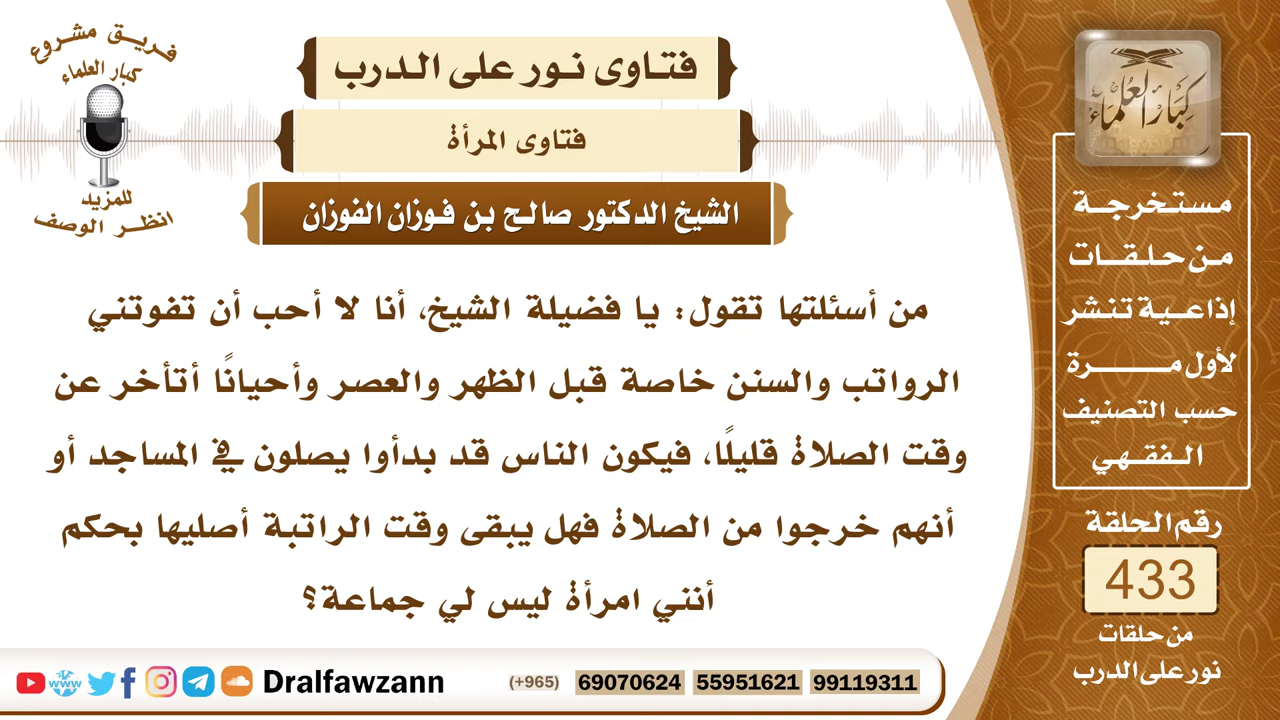 فريق مشروع
كبار العلماء
للمزيد
انظر الوصف
فتاوى نور على الدرب
فتاوى المرأة
الشيخ الدكتور صالح بن فوزان الفوزان
من أسئلتها تقول: يا فضيلة الشيخ، أنا لا أحب أن تفوتني
الرواتب والسنن خاصة قبل الظهر والعصر وأحيانًا أتأخر عن
وقت الصلاة قليلًا، فيكون الناس قد بدأوا يصلون في المساجد أو
أنهم خرجوا من الصلاة فهل يبقى وقت الراتبة أصليها بحكم
أنني امرأة ليس لي جماعة؟
كبار العلماء
مستخرجة
من حلقات
إذاعية تنشر
لأول مرة
حسب التصنيف
الفقهي
رقم الحلقة
433
من حلقات
نور على الدرب
Dralfawzann (+965) 69070624 55951621 99119311